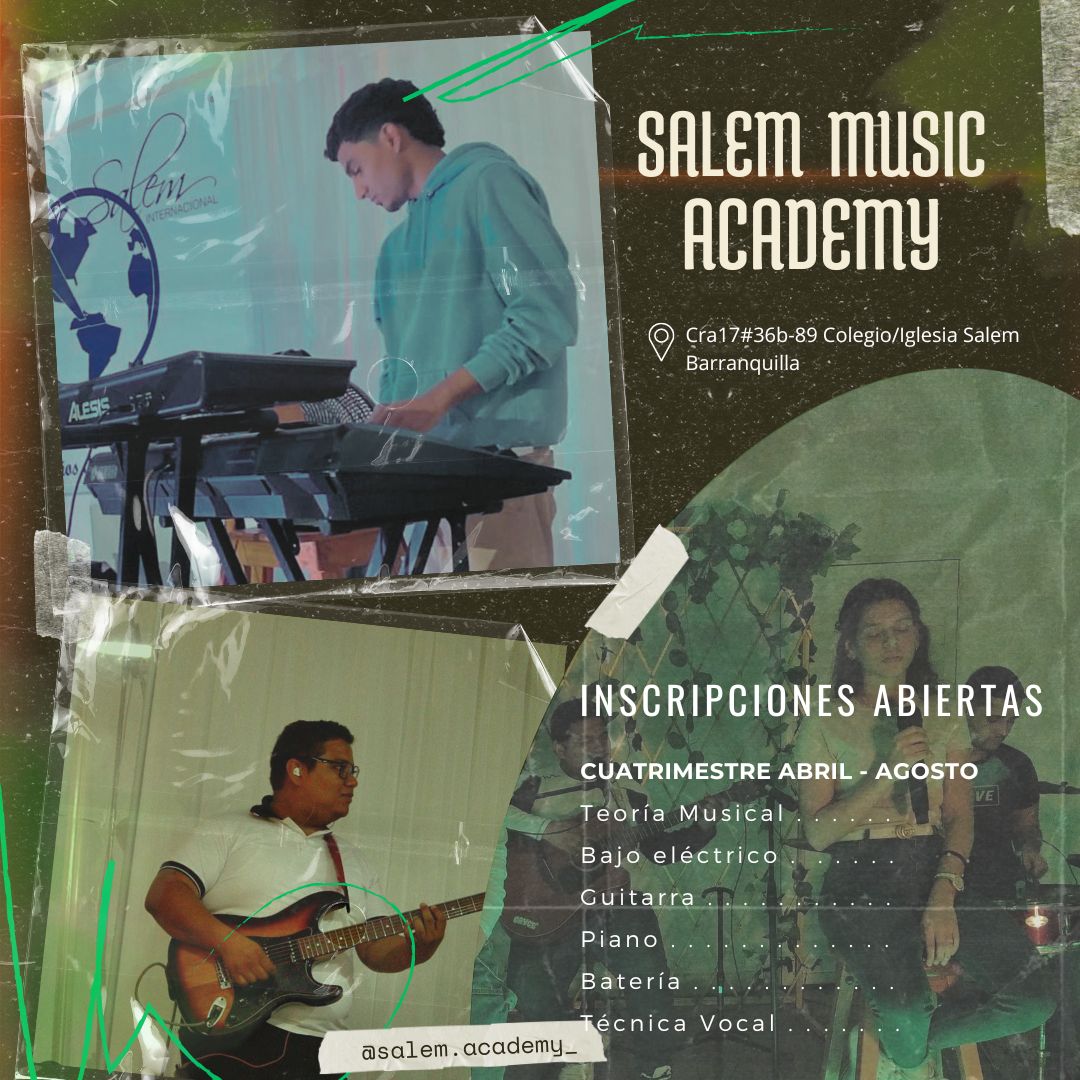 SALEM MUSIC
ACADEMY
Cra17#36b-89 Colegio/Iglesia Salem
Barranquilla
Salem
INTERNACIONAL
ALESIS
INSCRIPCIONES ABIERTAS
CUATRIMESTRE ABRIL - AGOSTO
Teoría Musical . . . . . .
Bajo eléctrico . . . . . .
Guitarra . . . . . . . . . . .
Piano . . . . . . . . . . . . .
Batería . . . . . . . . . . . .
Técnica Vocal . . . . . . .
@salem.academy_